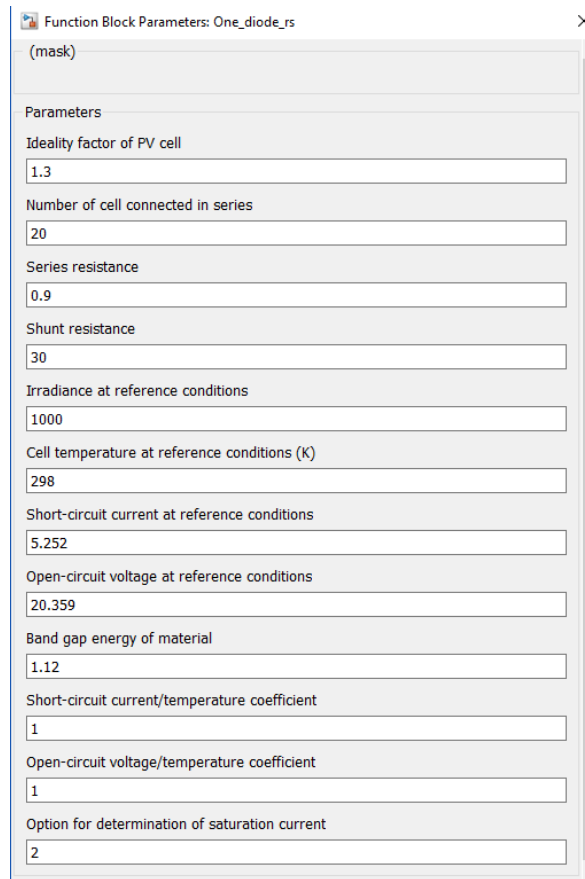 Function Block Parameters: One_diode_rs
(mask)
Parameters
Ideality factor of PV cell
1.3
Number of cell connected in series
20
Series resistance
0.9
Shunt resistance
30
Irradiance at reference conditions
1000
Cell temperature at reference conditions (K)
298
Short-circuit current at reference conditions
5.252
Open-circuit voltage at reference conditions
20.359
Band gap energy of material
1.12
Short-circuit current/temperature coefficient
1
Open-circuit voltage/temperature coefficient
1
Option for determination of saturation current
2